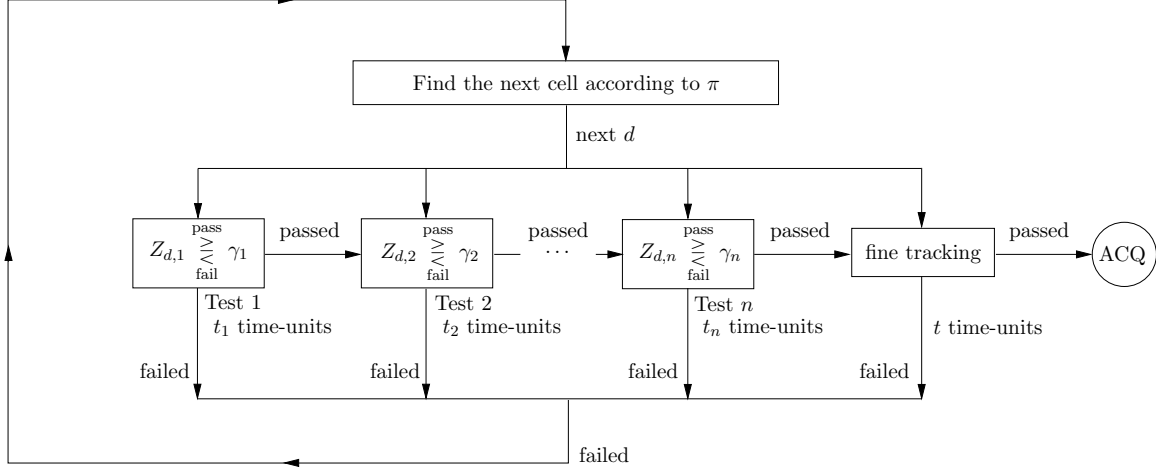 Find the next cell according to π
next d
pass
Z_{d,1} ≷ γ_1
fail
passed
pass
Z_{d,2} ≷ γ_2
fail
passed
...
pass
Z_{d,n} ≷ γ_n
fail
passed
fine tracking
passed
ACQ
Test 1
t_1 time-units
Test 2
t_2 time-units
Test n
t_n time-units
t time-units
failed
failed
failed
failed
failed